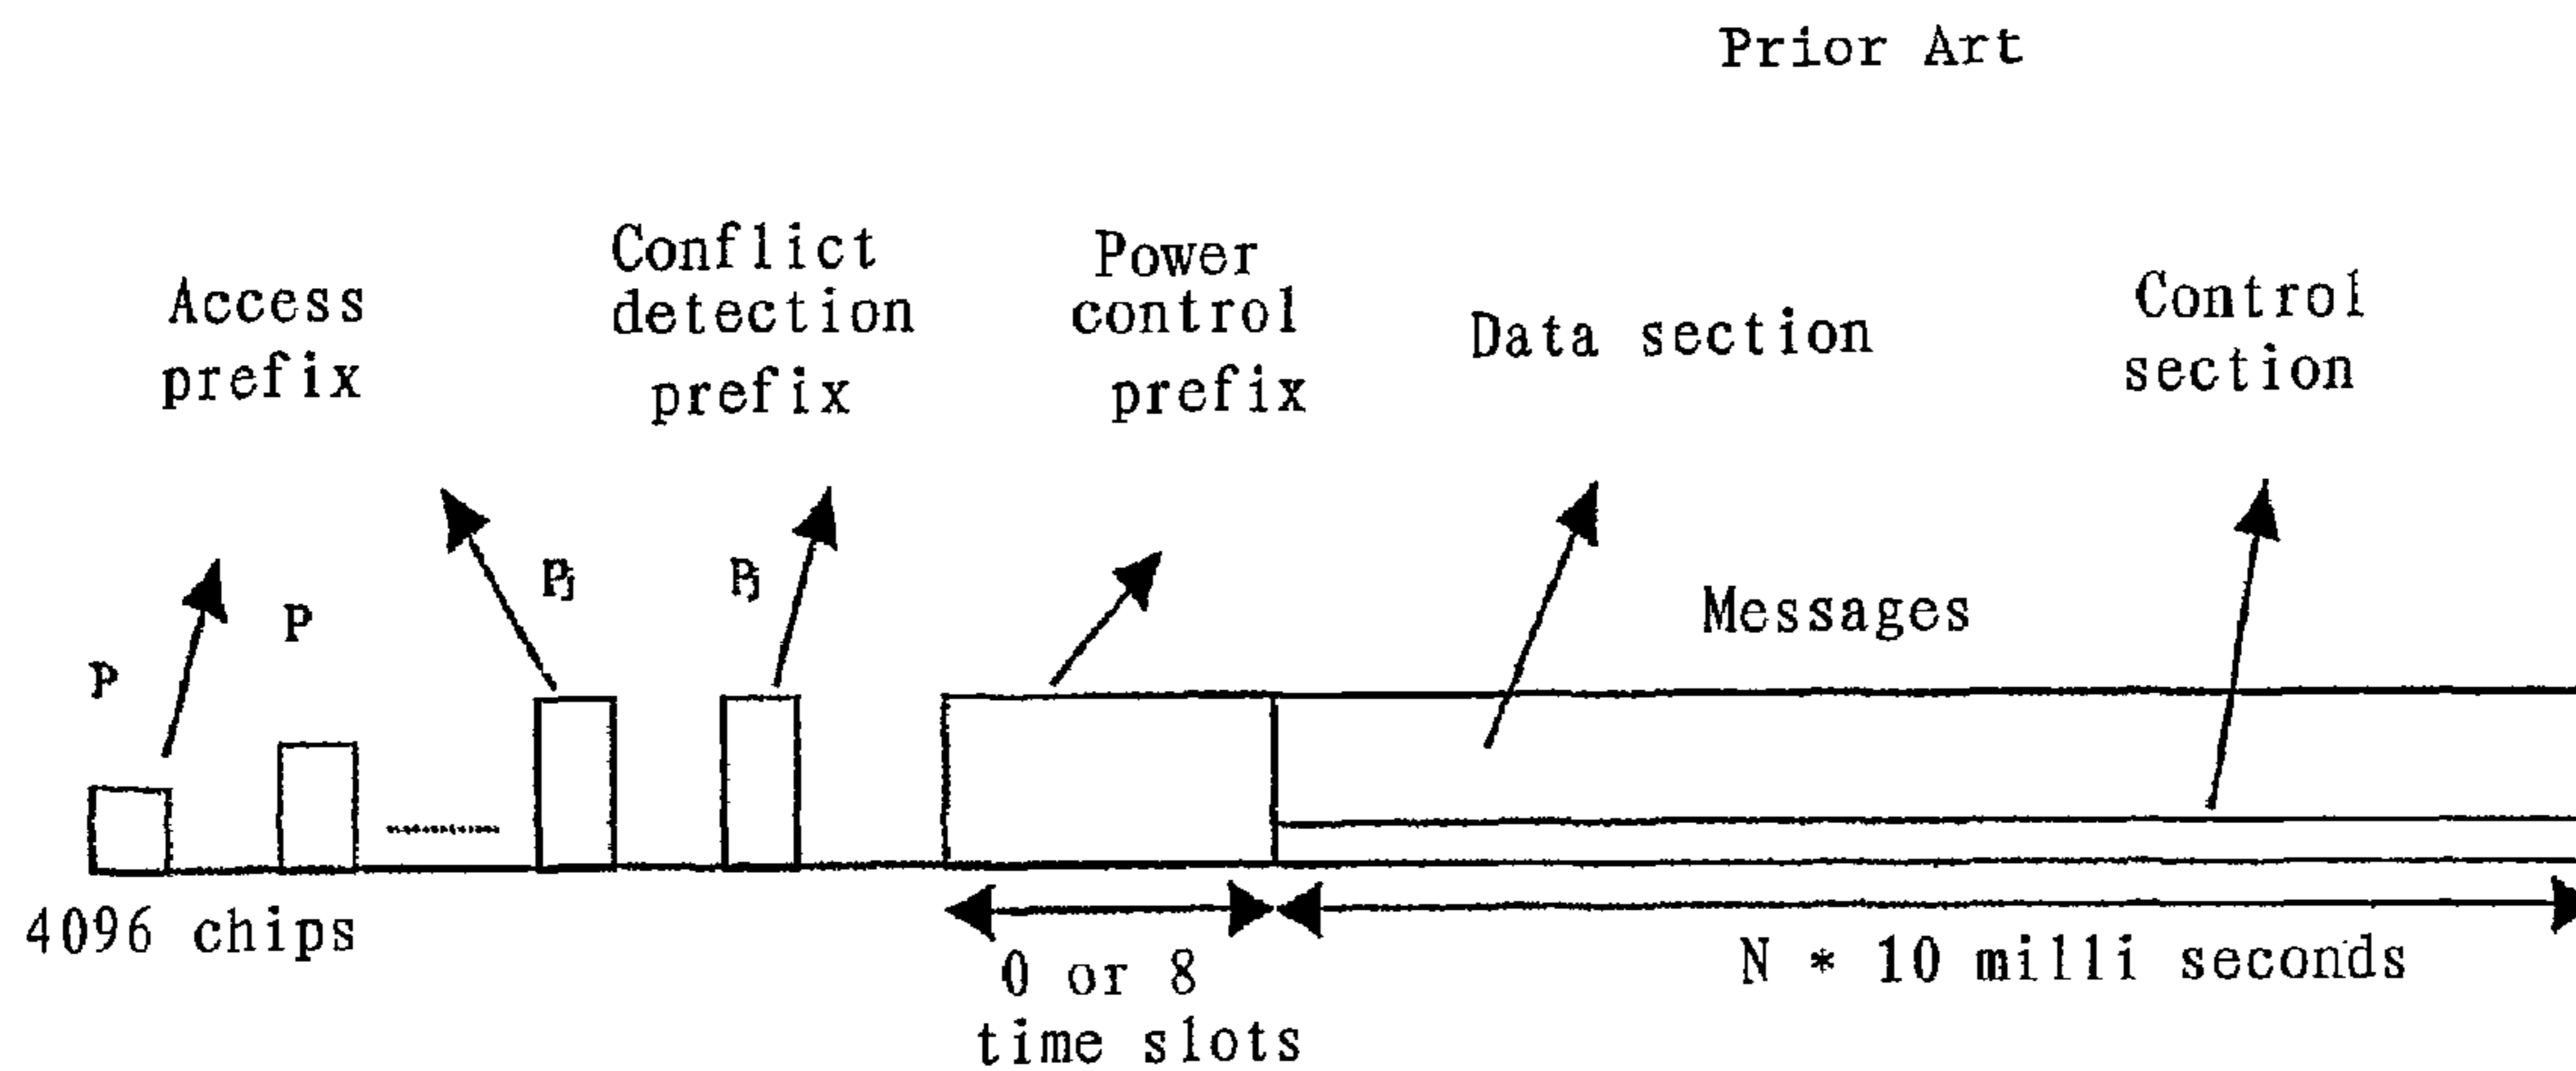 Prior Art
Access
prefix
Conflict
detection
prefix
Power
control
prefix
Data section
Control
section
P
P
Pj
Pj
Messages
4096 chips
0 or 8
time slots
N * 10 milli seconds